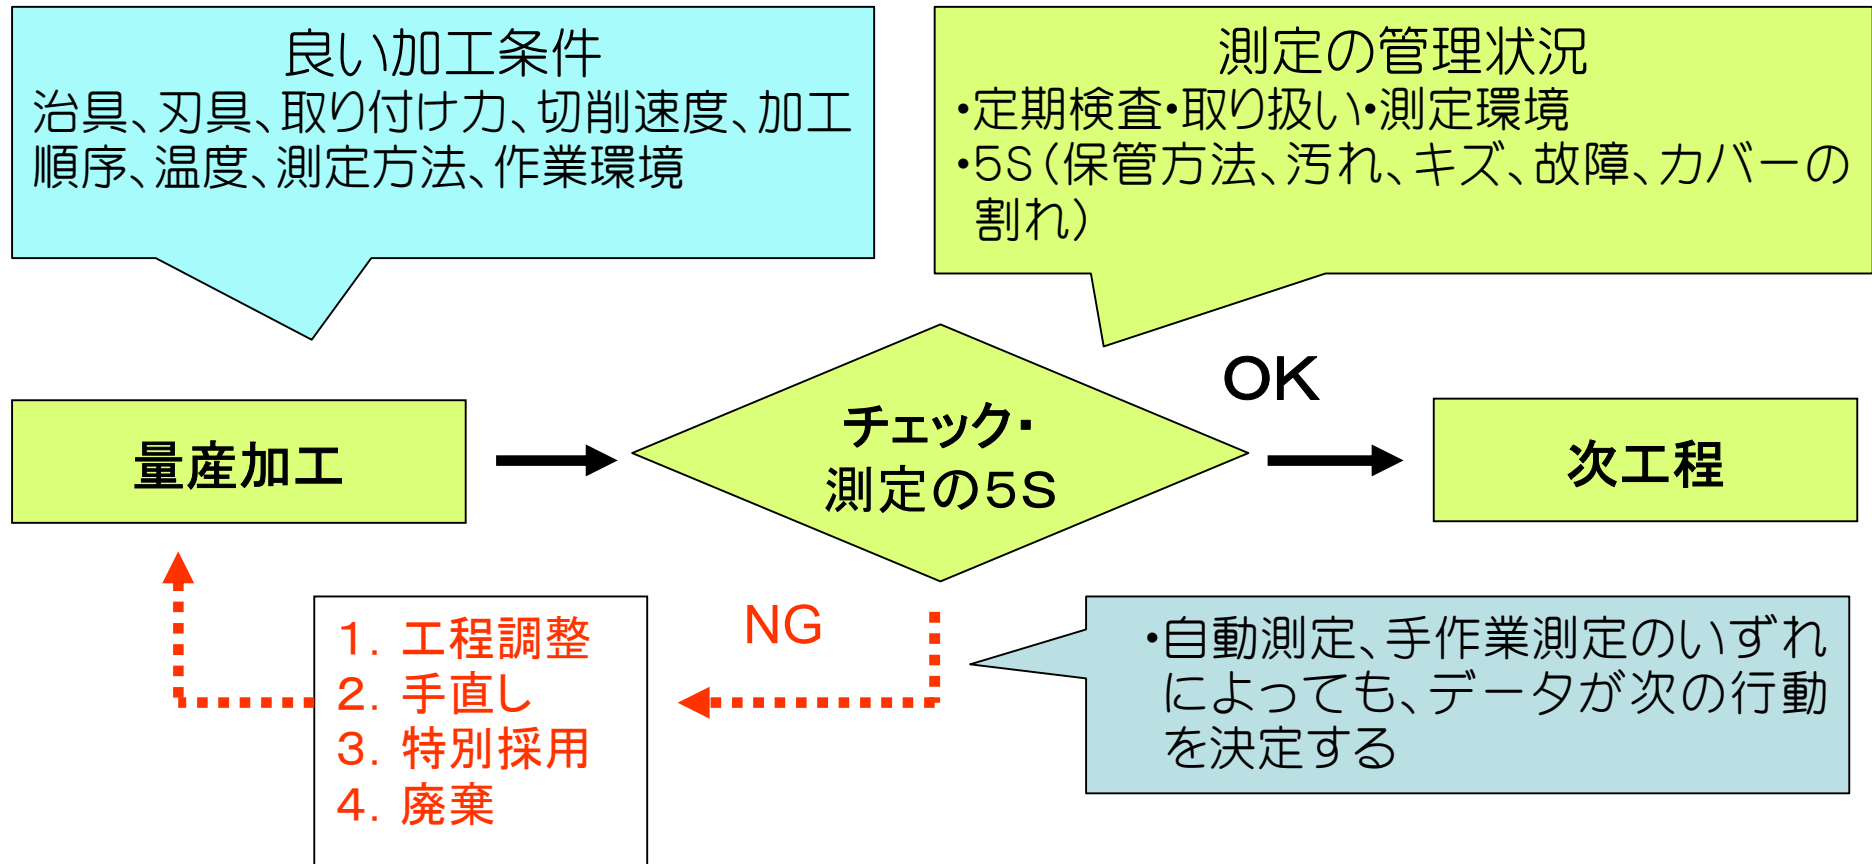 良い加工条件
治具、刃具、取り付け力、切削速度、加工
順序、温度、測定方法、作業環境
測定の管理状況
・定期検査・取り扱い・測定環境
・5S(保管方法、汚れ、キズ、故障、カバーの
割れ)
量産加工
チェック・
測定の5S
OK
次工程
NG
1. 工程調整
2. 手直し
3. 特別採用
4. 廃棄
・自動測定、手作業測定のいずれ
によっても、データが次の行動
を決定する